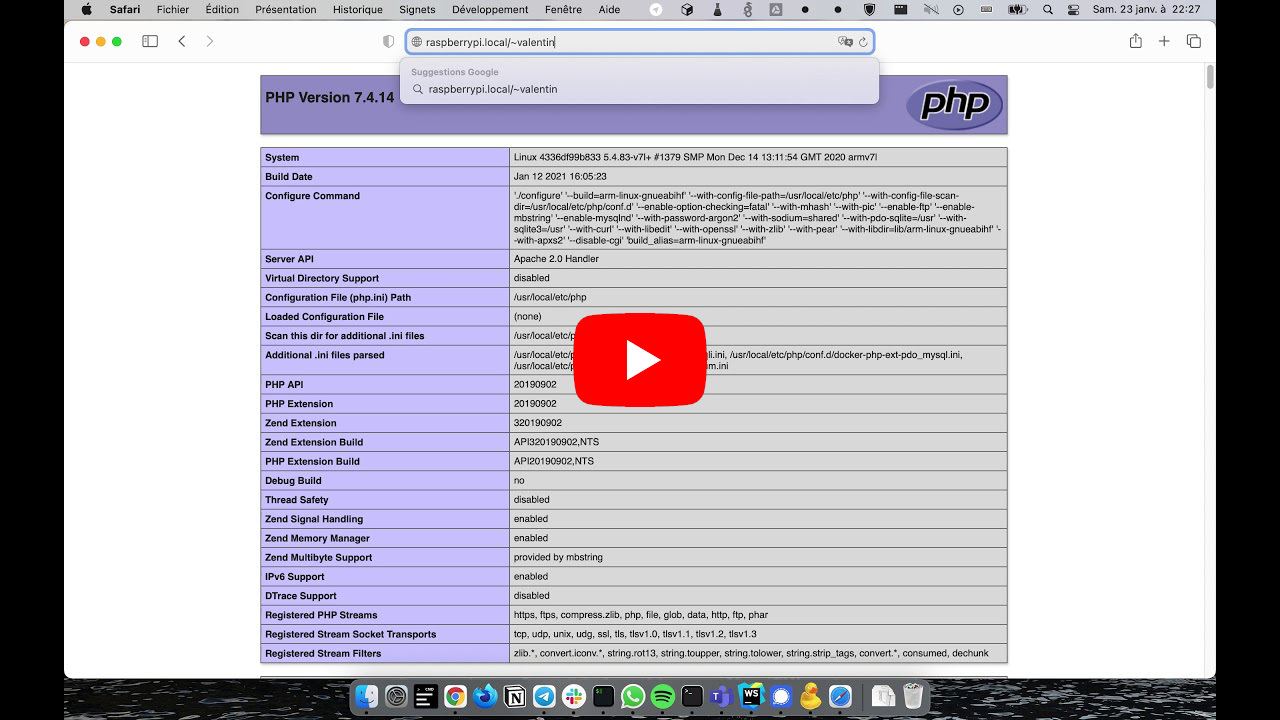 Safari Fichier Édition Présentation Historique Signets Développement Fenêtre Aide Sam. 23 janv. à 22:27
raspberrypi.local/~valentin
Suggestions Google
raspberrypi.local/~valentin
PHP Version 7.4.14
php
System Linux 4336df99b833 5.4.83-v7l+ #1379 SMP Mon Dec 14 13:11:54 GMT 2020 armv7l
Build Date Jan 12 2021 16:05:23
Configure Command './configure' '--build=arm-linux-gnueabihf' '--with-config-file-path=/usr/local/etc/php' '--with-config-file-scan-
dir=/usr/local/etc/php/conf.d' '--enable-option-checking=fatal' '--with-mhash' '--with-pic' '--enable-ftp' '--enable-
mbstring' '--enable-mysqlnd' '--with-password-argon2' '--with-sodium=shared' '--with-pdo-sqlite=/usr' '--with-
sqlite3=/usr' '--with-curl' '--with-libedit' '--with-openssl' '--with-zlib' '--with-pear' '--with-libdir=lib/arm-linux-gnueabihf' '-
-with-apxs2' '--disable-cgi' 'build_alias=arm-linux-gnueabihf'
Server API Apache 2.0 Handler
Virtual Directory Support disabled
Configuration File (php.ini) Path /usr/local/etc/php
Loaded Configuration File (none)
Scan this dir for additional .ini files /usr/local/etc/p
Additional .ini files parsed /usr/local/etc/p li.ini, /usr/local/etc/php/conf.d/docker-php-ext-pdo_mysql.ini,
/usr/local/etc/p m.ini
PHP API 20190902
PHP Extension 20190902
Zend Extension 320190902
Zend Extension Build API320190902,NTS
PHP Extension Build API20190902,NTS
Debug Build no
Thread Safety disabled
Zend Signal Handling enabled
Zend Memory Manager enabled
Zend Multibyte Support provided by mbstring
IPv6 Support enabled
DTrace Support disabled
Registered PHP Streams https, ftps, compress.zlib, php, file, glob, data, http, ftp, phar
Registered Stream Socket Transports tcp, udp, unix, udg, ssl, tls, tlsv1.0, tlsv1.1, tlsv1.2, tlsv1.3
Registered Stream Filters zlib.*, convert.iconv.*, string.rot13, string.toupper, string.tolower, string.strip_tags, convert.*, consumed, dechunk
CMD
WS